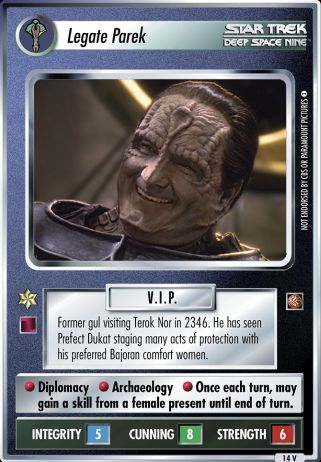 Legate Parek
STAR TREK
DEEP SPACE NINE
NOT ENDORSED BY CBS OR PARAMOUNT PICTURES
V.I.P.
Former gul visiting Terok Nor in 2346. He has seen
Prefect Dukat staging many acts of protection with
his preferred Bajoran comfort women.
Diplomacy Archaeology Once each turn, may
gain a skill from a female present until end of turn.
INTEGRITY 5 CUNNING 8 STRENGTH 6
14 V